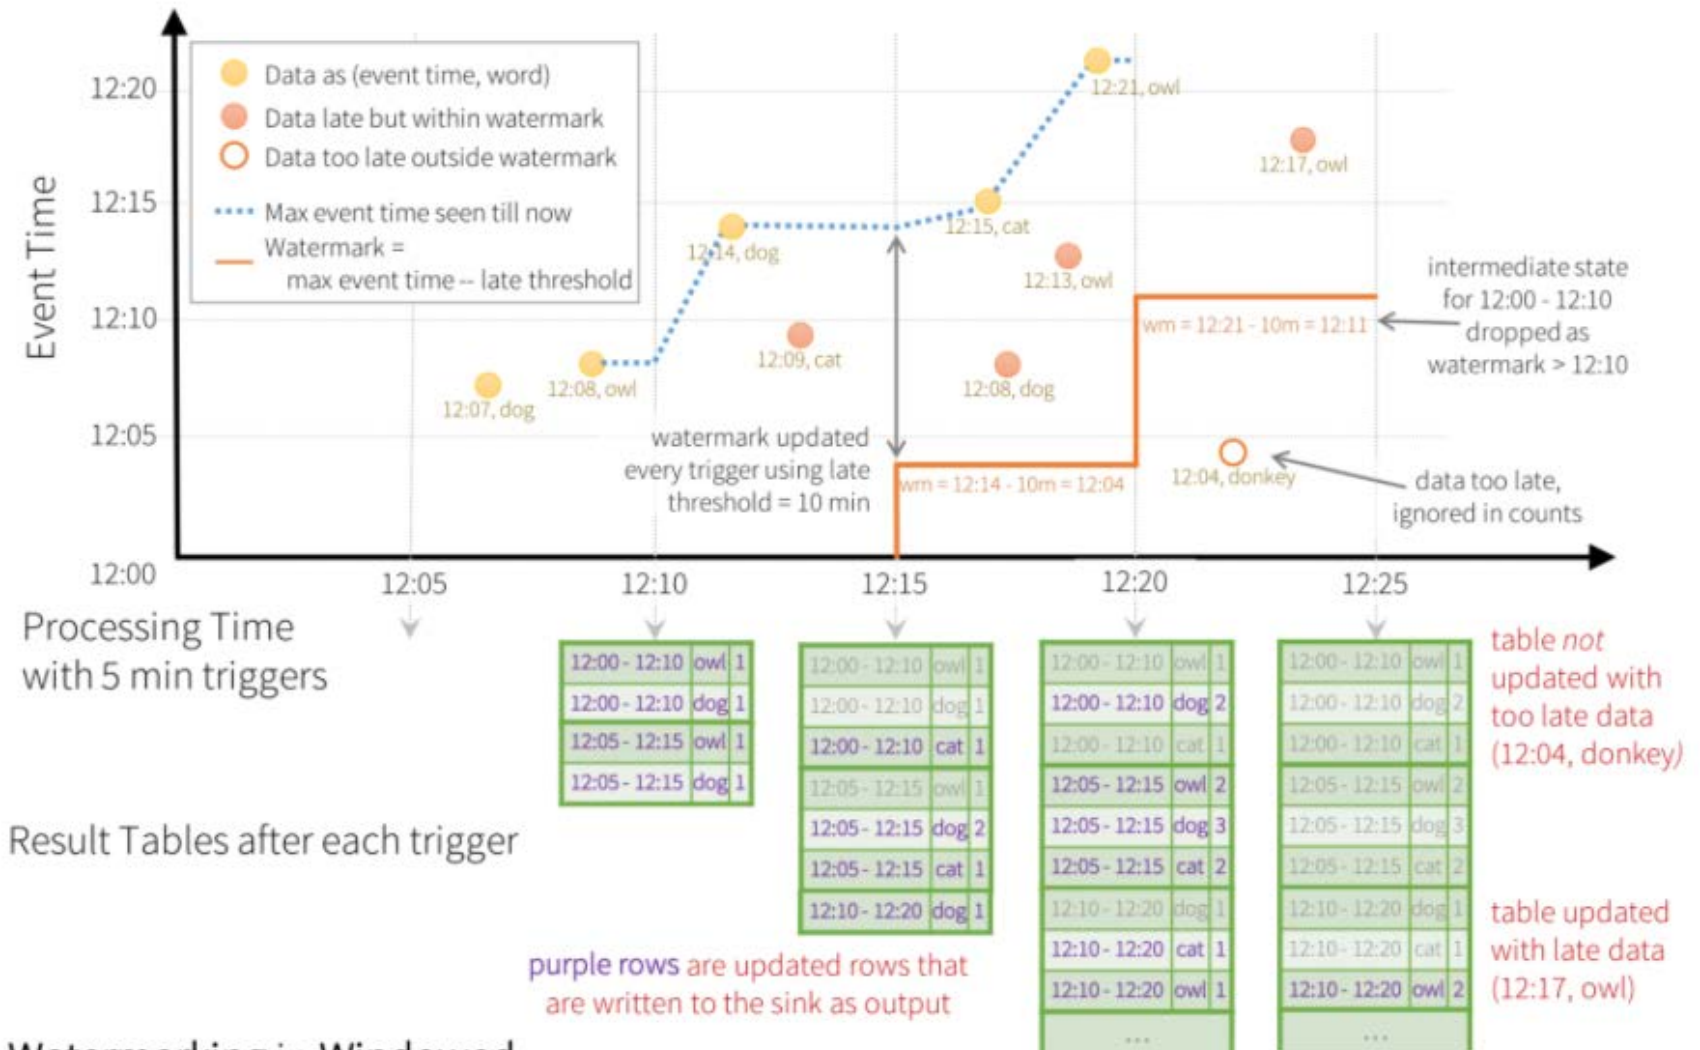 Data as (event time, word)
Data late but within watermark
Data too late outside watermark
Max event time seen till now
Watermark =
max event time -- late threshold
Event Time
12:20
12:15
12:10
12:05
12:00
12:07, dog
12:08, owl
12:14, dog
12:09, cat
12:15, cat
12:21, owl
12:13, owl
12:08, dog
12:17, owl
12:04, donkey
watermark updated
every trigger using late
threshold = 10 min
wm = 12:14 - 10m = 12:04
wm = 12:21 - 10m = 12:11
intermediate state
for 12:00 - 12:10
dropped as
watermark > 12:10
data too late,
ignored in counts
12:05
12:10
12:15
12:20
12:25
Processing Time
with 5 min triggers
Result Tables after each trigger
12:00 - 12:10 owl 1
12:00 - 12:10 dog 1
12:05 - 12:15 owl 1
12:05 - 12:15 dog 1
12:00 - 12:10 owl 1
12:00 - 12:10 dog 1
12:00 - 12:10 cat 1
12:05 - 12:15 owl 1
12:05 - 12:15 dog 2
12:05 - 12:15 cat 1
12:10 - 12:20 dog 1
12:00 - 12:10 owl 1
12:00 - 12:10 dog 2
12:00 - 12:10 cat 1
12:05 - 12:15 owl 2
12:05 - 12:15 dog 3
12:05 - 12:15 cat 2
12:10 - 12:20 dog 1
12:10 - 12:20 cat 1
12:10 - 12:20 owl 1
...
12:00 - 12:10 owl 1
12:00 - 12:10 dog 2
12:00 - 12:10 cat 1
12:05 - 12:15 owl 2
12:05 - 12:15 dog 3
12:05 - 12:15 cat 2
12:10 - 12:20 dog 1
12:10 - 12:20 cat 1
12:10 - 12:20 owl 2
...
table not
updated with
too late data
(12:04, donkey)
table updated
with late data
(12:17, owl)
purple rows are updated rows that
are written to the sink as output